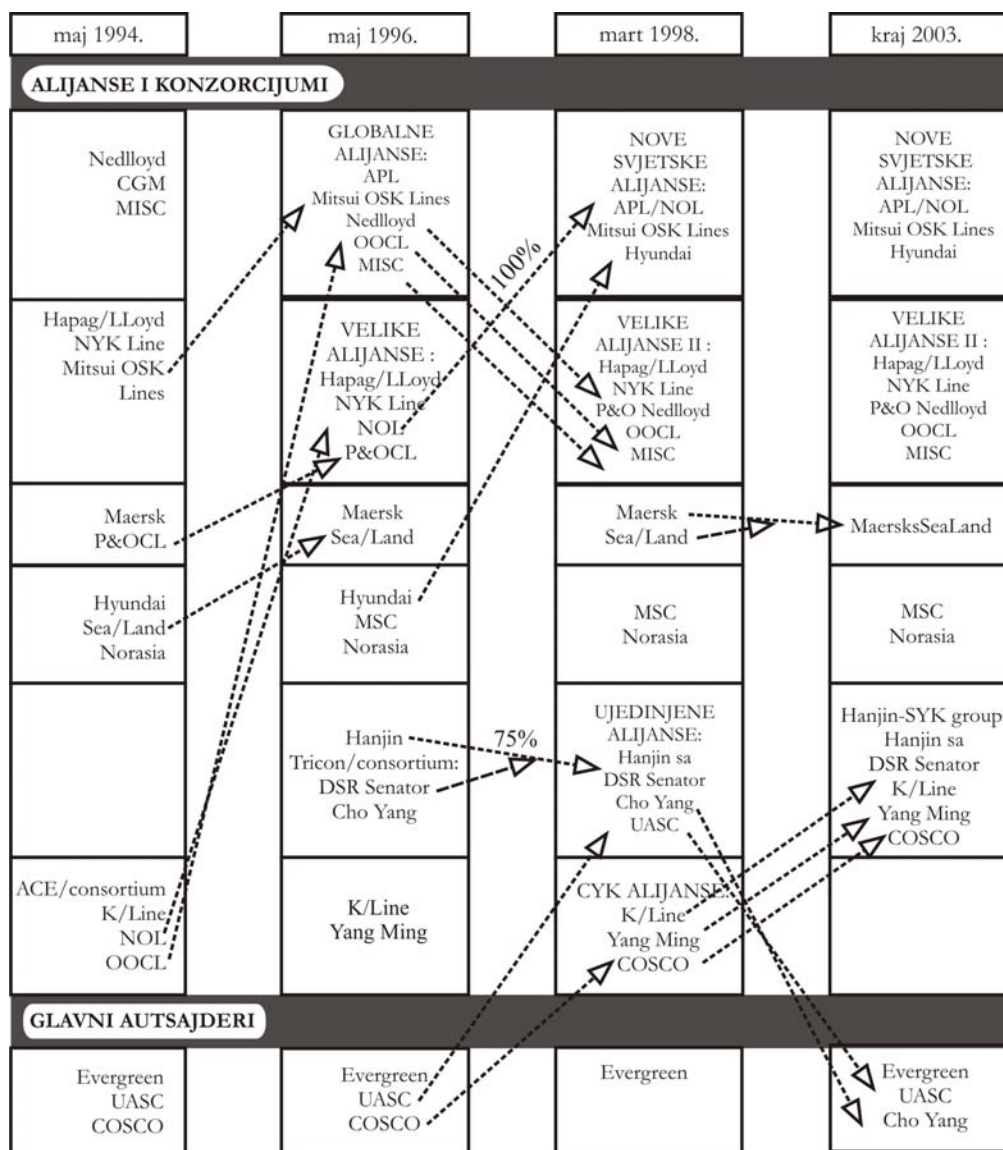 maj 1994.
maj 1996.
mart 1998.
kraj 2003.
ALIJANSE I KONZORCIJUMI
Nedlloyd
CGM
MISC
GLOBALNE
ALIJANSE:
APL
Mitsui OSK Lines
Nedlloyd
OOCL
MISC
100%
NOVE
SVJETSKE
ALIJANSE:
APL/NOL
Mitsui OSK Lines
Hyundai
NOVE
SVJETSKE
ALIJANSE:
APL/NOL
Mitsui OSK Lines
Hyundai
Hapag/LLoyd
NYK Line
Mitsui OSK
Lines
VELIKE
ALIJANSE :
Hapag/LLoyd
NYK Line
NOL
P&OCL
VELIKE
ALIJANSE II :
Hapag/LLoyd
NYK Line
P&O Nedlloyd
OOCL
MISC
VELIKE
ALIJANSE II :
Hapag/LLoyd
NYK Line
P&O Nedlloyd
OOCL
MISC
Maersk
P&OCL
Maersk
Sea/Land
Maersk
Sea/Land
MaersksSeaLand
Hyundai
Sea/Land
Norasia
Hyundai
MSC
Norasia
MSC
Norasia
MSC
Norasia
Hanjin
Tricon/consortium:
DSR Senator
Cho Yang
75%
UJEDINJENE
ALIJANSE:
Hanjin sa
DSR Senator
Cho Yang
UASC
Hanjin-SYK group
Hanjin sa
DSR Senator
K/Line
Yang Ming
COSCO
ACE/consortium
K/Line
NOL
OOCL
K/Line
Yang Ming
CYK ALIJANSE:
K/Line
Yang Ming
COSCO
GLAVNI AUTSAJDERI
Evergreen
UASC
COSCO
Evergreen
UASC
COSCO
Evergreen
Evergreen
UASC
Cho Yang